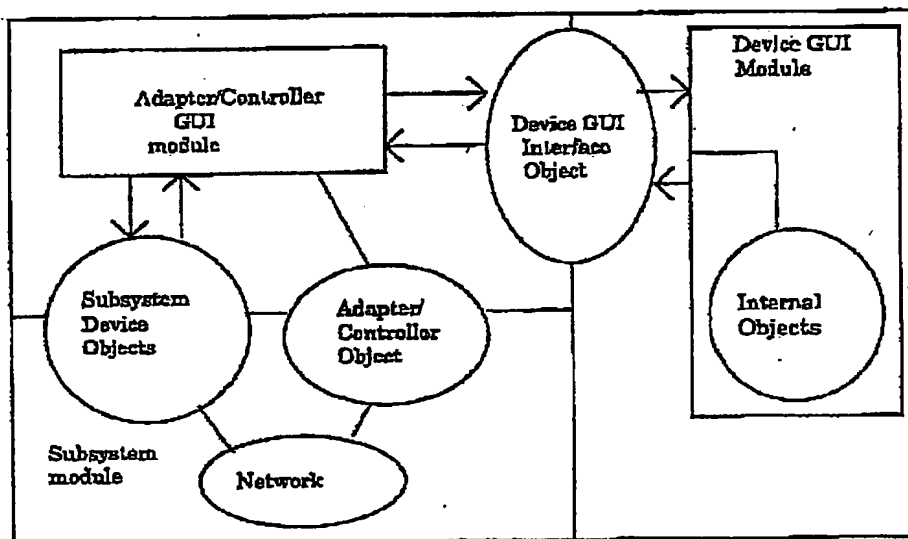 Adapter/Controller
GUI
module
Device GUI
Interface
Object
Device GUI
Module
Subsystem
Device
Objects
Adapter/
Controllor
Object
Internal
Objects
Subsystem
module
Network